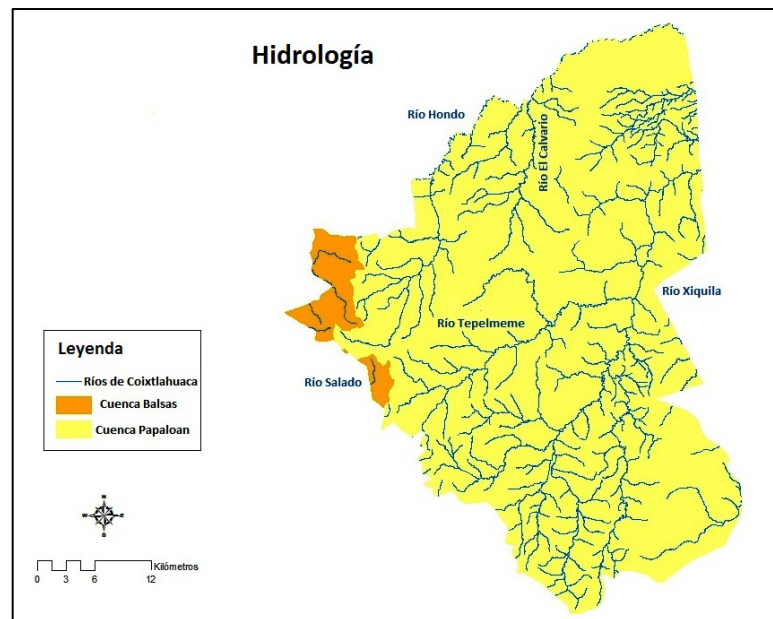 Hidrología
Río Hondo
Río El Calvario
Río Xiquila
Río Tepelmeme
Río Salado
Leyenda
Ríos de Coixtlahuaca
Cuenca Balsas
Cuenca Papaloan
N
W E
S
Kilómetros
0 3 6 12